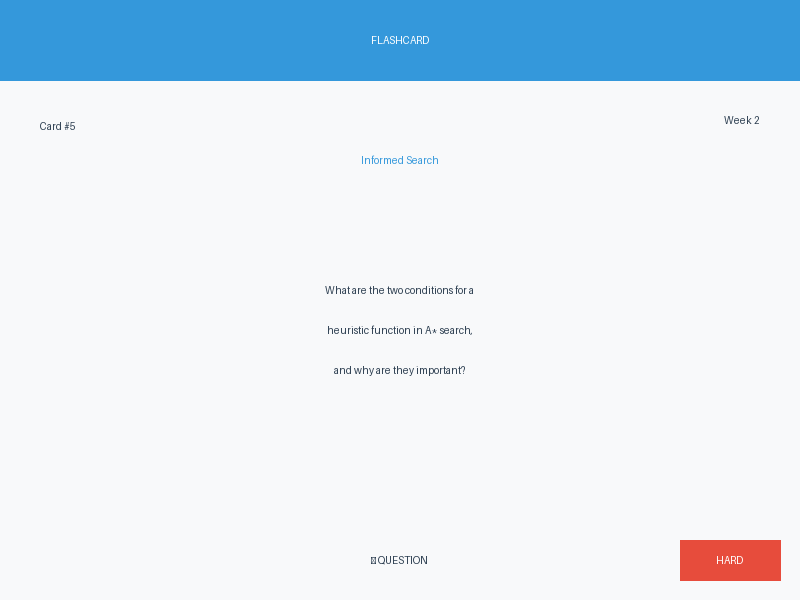 FLASHCARD
Card #5
Week 2
Informed Search
What are the two conditions for a
heuristic function in A* search,
and why are they important?
QUESTION
HARD